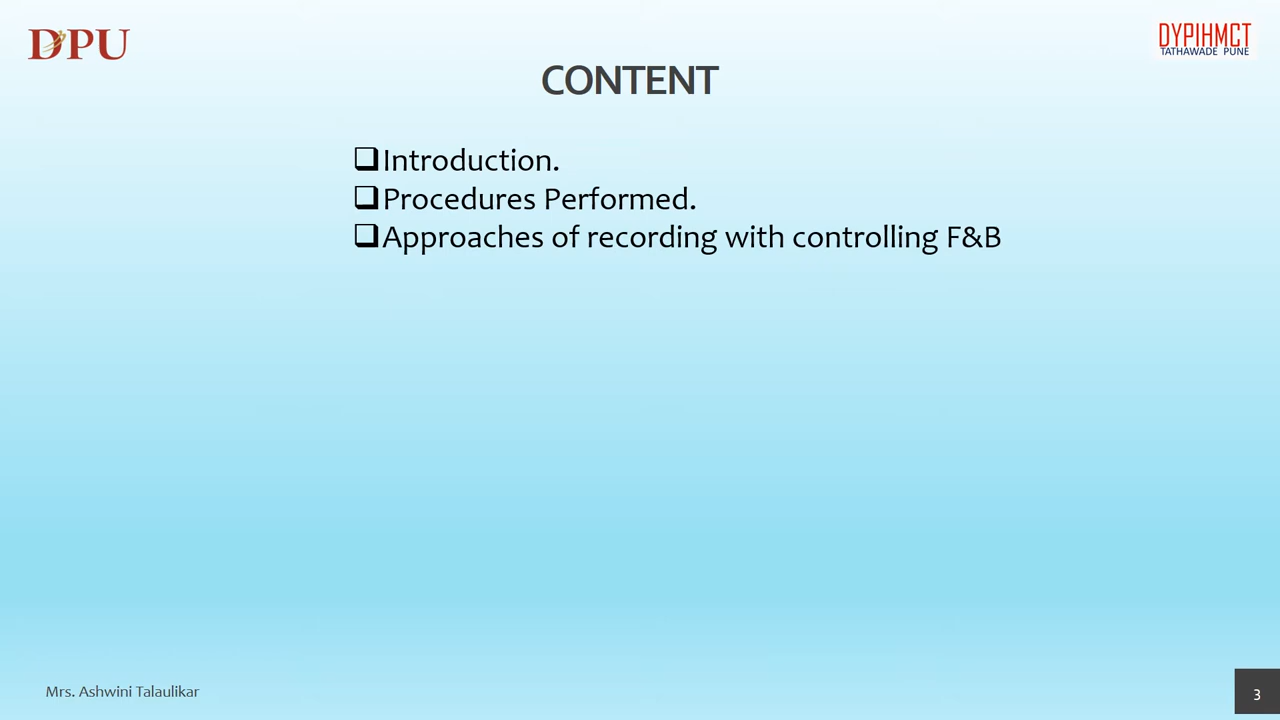 DPU
DYPIHMCT
TATHAWADE PUNE
CONTENT
❑Introduction.
❑Procedures Performed.
❑Approaches of recording with controlling F&B
Mrs. Ashwini Talaulikar
3